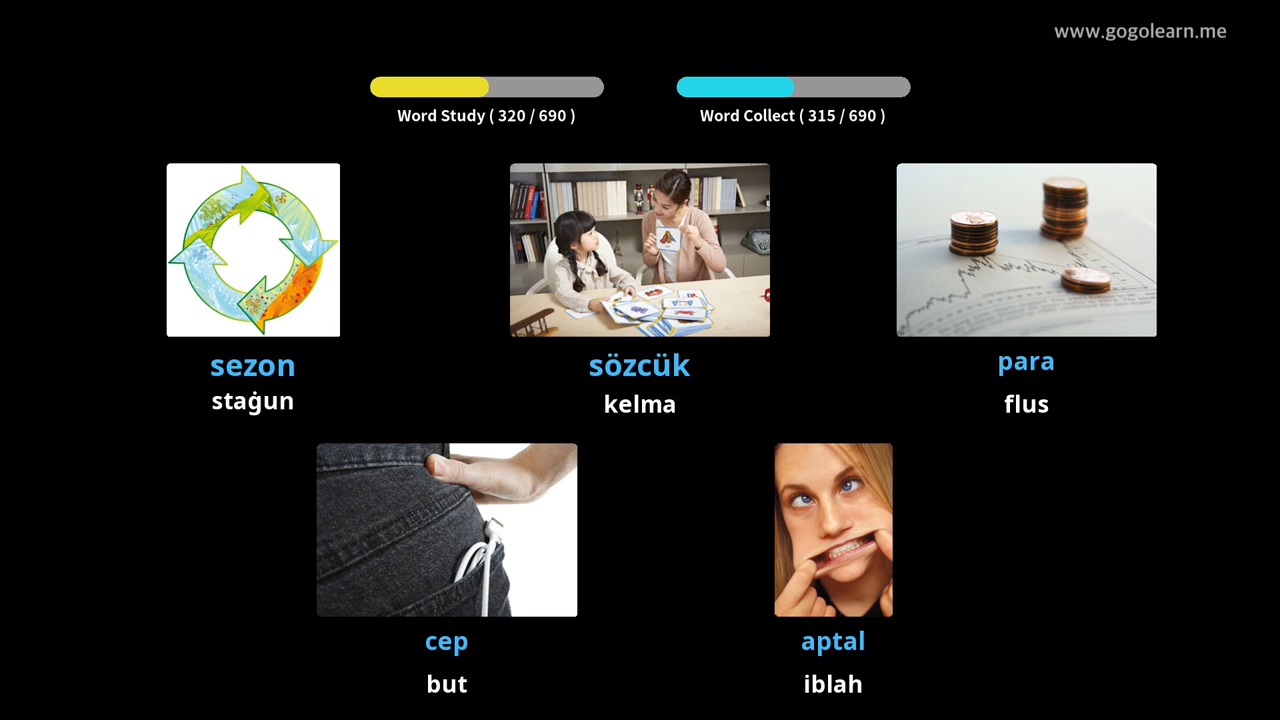 www.gogolearn.me
Word Study ( 320 / 690 )
Word Collect ( 315 / 690 )
sezon
staġun
sözcük
kelma
para
flus
cep
but
aptal
iblah